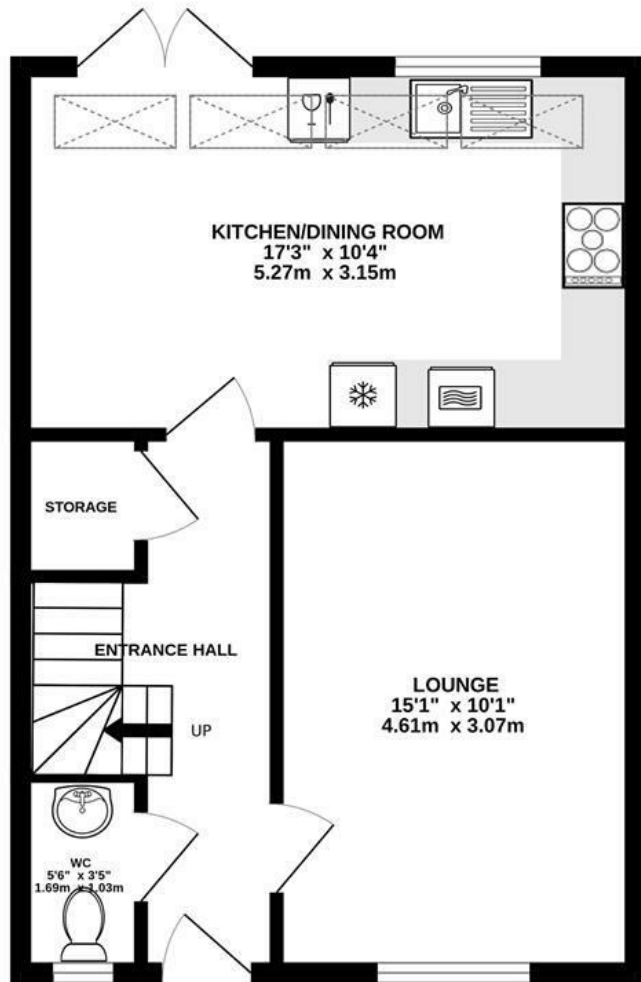 KITCHEN/DINING ROOM
17'3" x 10'4"
5.27m x 3.15m
STORAGE
ENTRANCE HALL
UP
LOUNGE
15'1" x 10'1"
4.61m x 3.07m
WC
5'6" x 3'5"
1.69m x 1.03m